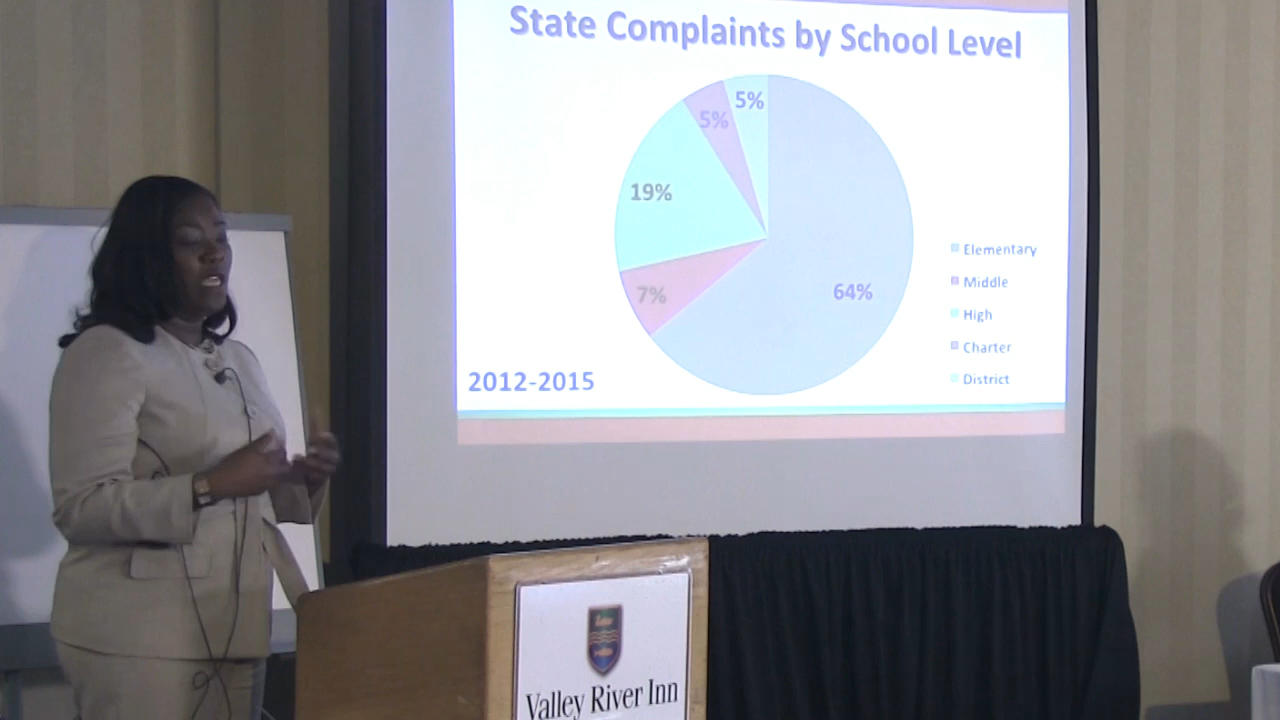 State Complaints by School Level
5%
5%
19%
7%
64%
Elementary
Middle
High
Charter
District
2012-2015
Valley River Inn